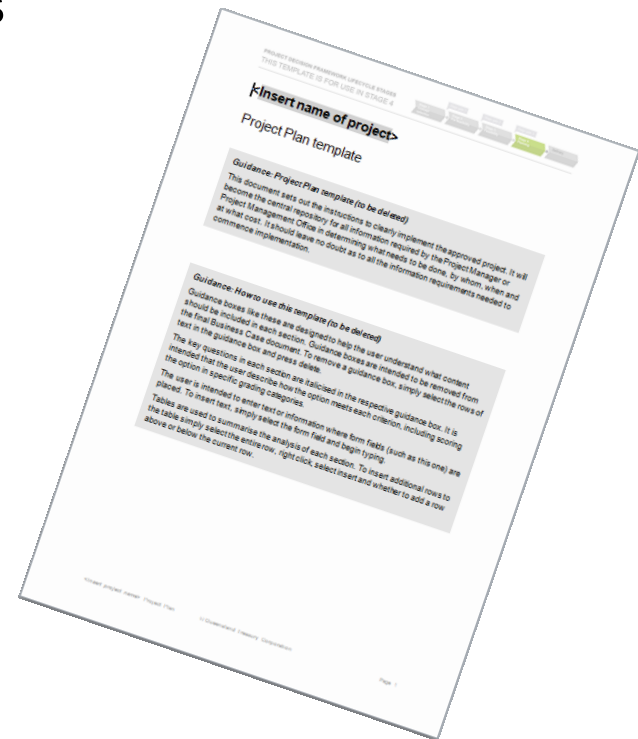 PROJECT DECISION FRAMEWORK LIFECYCLE STAGES
THIS TEMPLATE IS FOR USE IN STAGE 4
<Insert name of project>
Project Plan template
Guidance: Project Plan template (to be deleted)
This document sets out the instuctions to clearly implement the approved project. It will
become the central repository for all information required by the Project Manager or
Project Management Office in determining what needs to be done, by whom, when and
at what cost. It should leave no doubt as to all the information requirements needed to
commence implementation.
Guidance: How to use this template (to be deleted)
Guidance boxes like these are designed to help the user understand what content
should be included in each section. Guidance boxes are intended to be removed from
the final Business Case document. To remove a guidance box, simply select the rows of
text in the guidance box and press delete.
The key questions in each section are italicised in the respective guidance box. It is
intended that the user describe how the option meets each criterion, including scoring
the option in specific grading categories.
The user is intended to enter text or information where form fields (such as this one) are
placed. To insert text, simply select the form field and begin typing.
Tables are used to summarise the analysis of each section. To insert additional rows to
the table simply select the entire row, right click, select insert and whether to add a row
above or below the current row.
<Insert project name> Project Plan
Queensland Treasury Corporation
Page